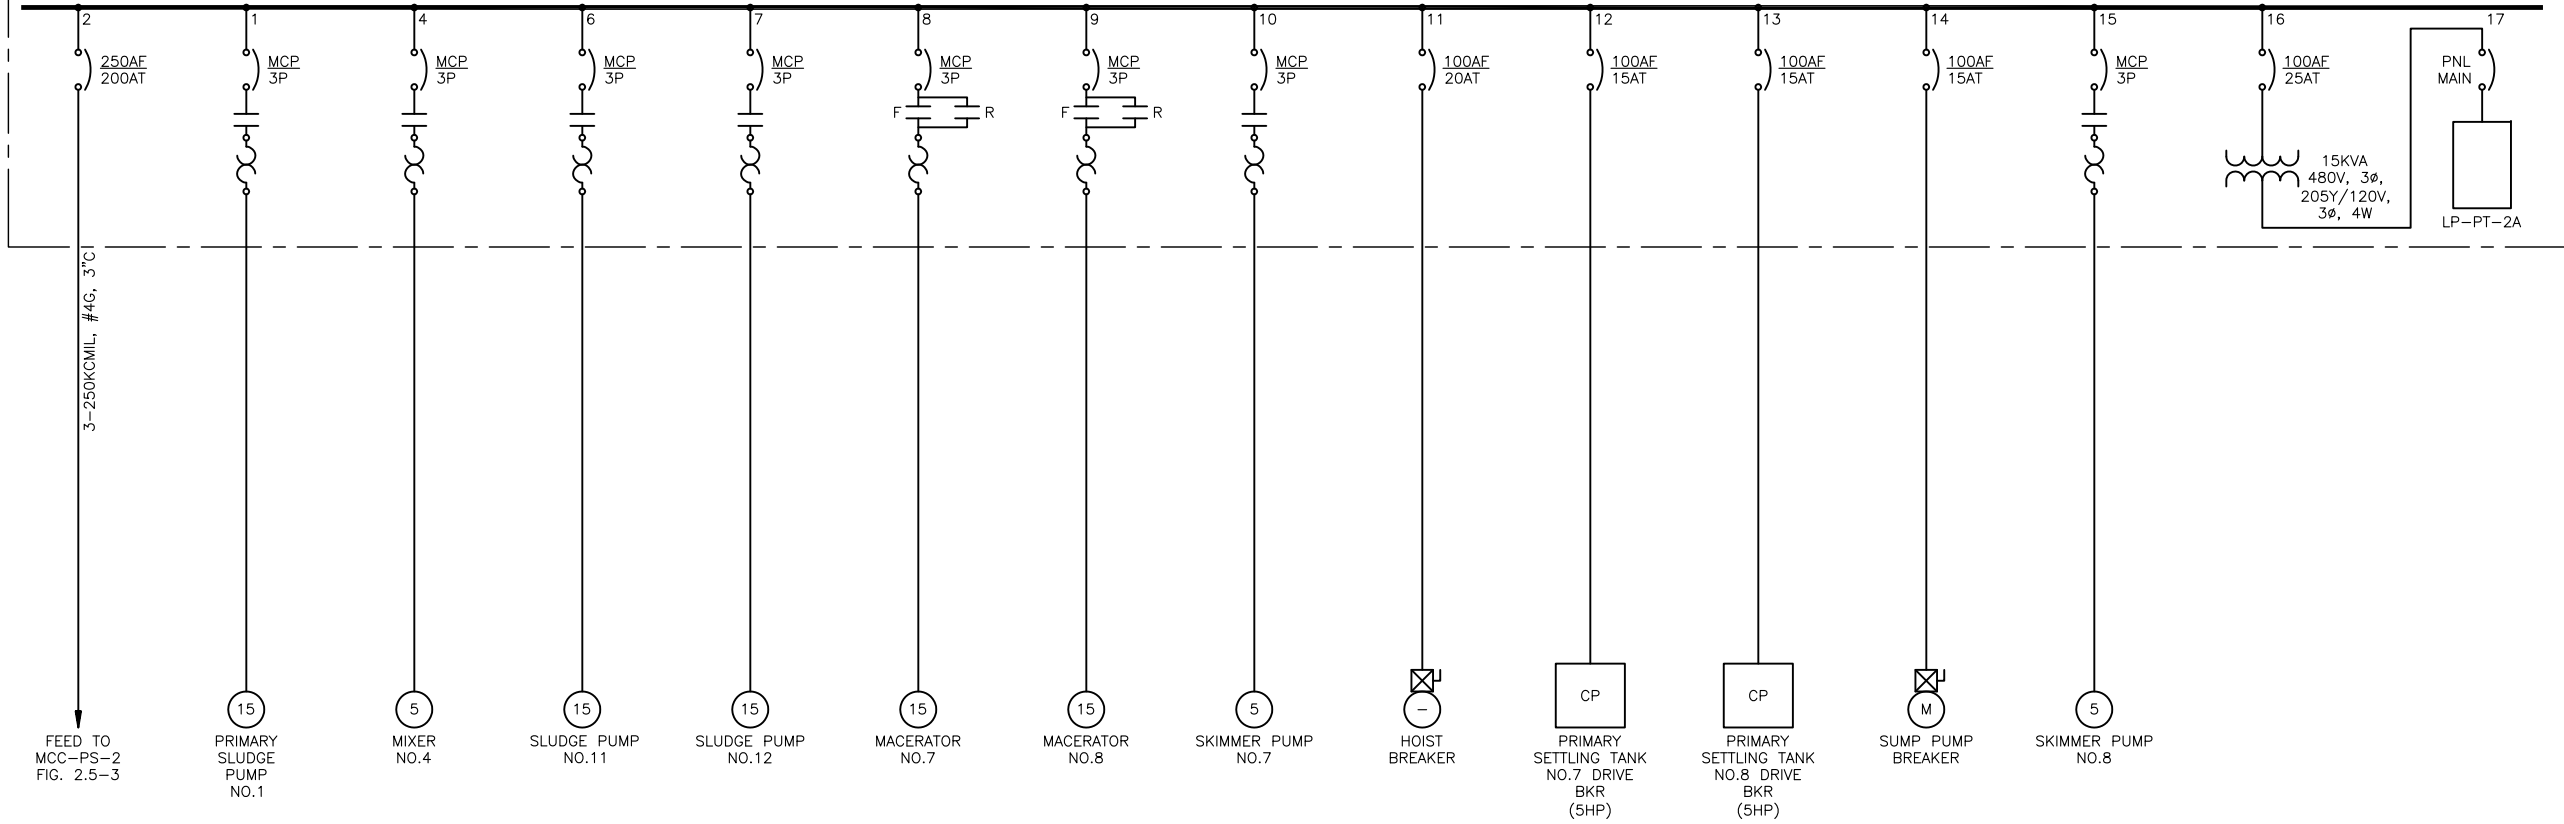 2
1
4
6
7
8
9
10
11
12
13
14
15
16
17
250AF
200AT
MCP
3P
MCP
3P
MCP
3P
MCP
3P
MCP
3P
F
R
MCP
3P
F
R
MCP
3P
100AF
20AT
100AF
15AT
100AF
15AT
100AF
15AT
MCP
3P
100AF
25AT
15KVA
480V, 3ø,
205Y/120V,
3ø, 4W
PNL
MAIN
LP-PT-2A
3-250KCMIL, #4G, 3"C
FEED TO
MCC-PS-2
FIG. 2.5-3
15
PRIMARY
SLUDGE
PUMP
NO.1
5
MIXER
NO.4
15
SLUDGE PUMP
NO.11
15
SLUDGE PUMP
NO.12
15
MACERATOR
NO.7
15
MACERATOR
NO.8
5
SKIMMER PUMP
NO.7
-
HOIST
BREAKER
CP
PRIMARY
SETTLING TANK
NO.7 DRIVE
BKR
(5HP)
CP
PRIMARY
SETTLING TANK
NO.8 DRIVE
BKR
(5HP)
M
SUMP PUMP
BREAKER
5
SKIMMER PUMP
NO.8